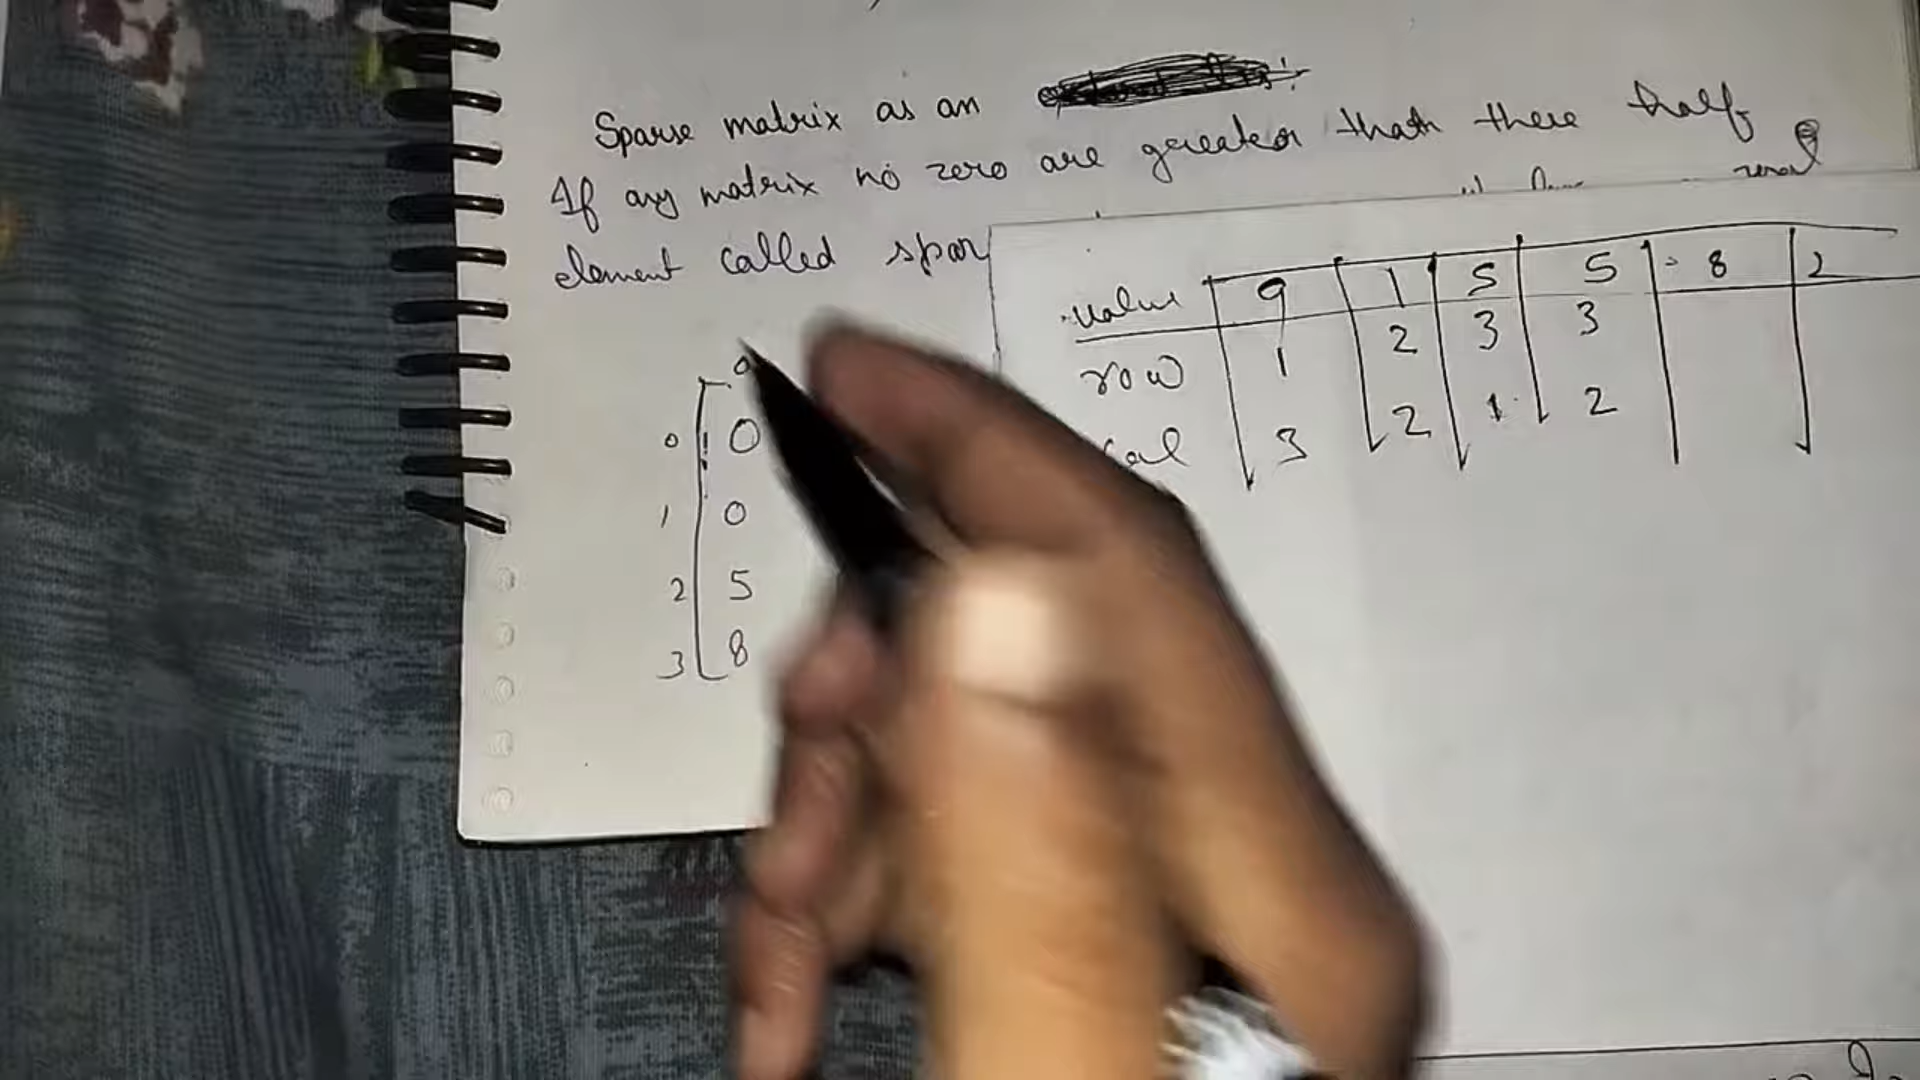 Sparse matrix as an
If any matrix no zero are greater than there half
element called spar
value 9 1 5 5 8 2
row 1 2 3 3
Col 3 2 1 2
0
0 0
1 0
2 5
3 8